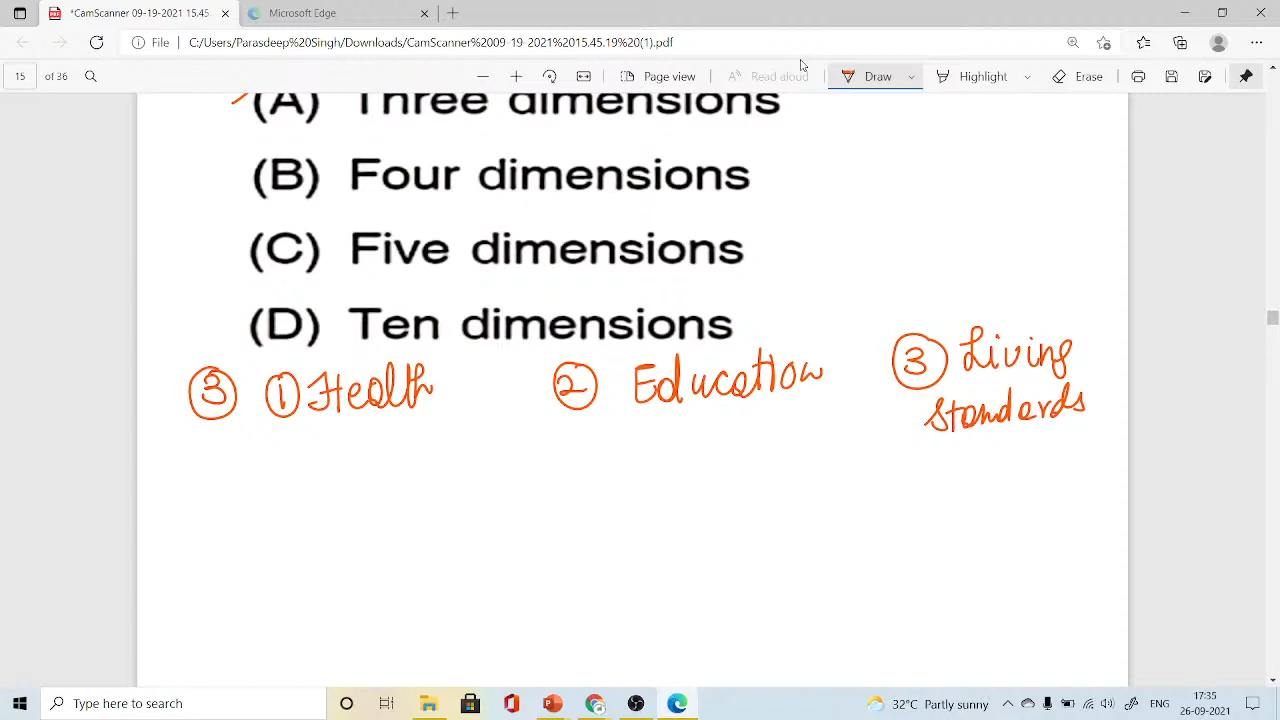 *CamScanner 09-19-2021 15.45
Microsoft Edge
File C:/Users/Parasdeep%20Singh/Downloads/CamScanner%2009-19-2021%2015.45.19%20(1).pdf
15 of 36 Page view Read aloud Draw Highlight Erase
(A) Three dimensions
(B) Four dimensions
(C) Five dimensions
(D) Ten dimensions
3 1 Health 2 Education 3 Living
standards
Type here to search 32°C Partly sunny ENG 17:35
26-09-2021